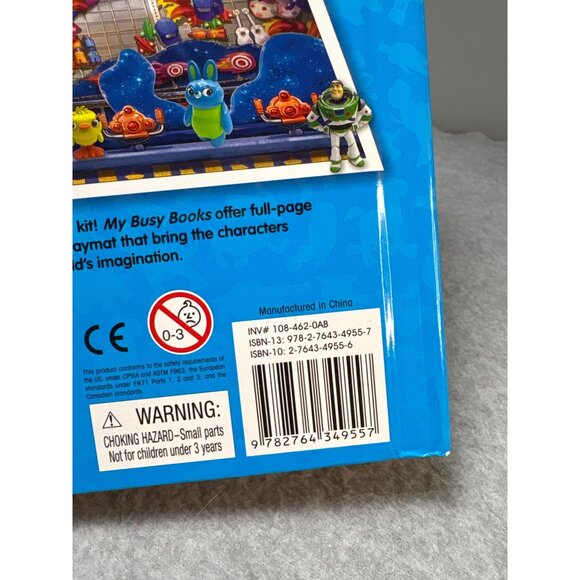 kit! My Busy Books offer full-page
aymat that bring the characters
d's imagination.
Manufactured in China
CE
0-3
INV# 108-462-0AB
ISBN-13: 978-2-7643-4955-7
ISBN-10: 2-7643-4955-6
This product conforms to the safety requirements of
the US, under CPSIA and ASTM F963, the European
standards under: EN71 Parts 1, 2 and 3; and the
Canadian standards.
WARNING:
CHOKING HAZARD–Small parts
Not for children under 3 years
9 782764 349557